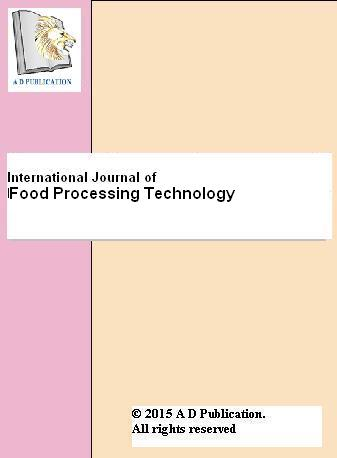 A D PUBLICATION
International Journal of
Food Processing Technology
© 2015 A D Publication.
All rights reserved